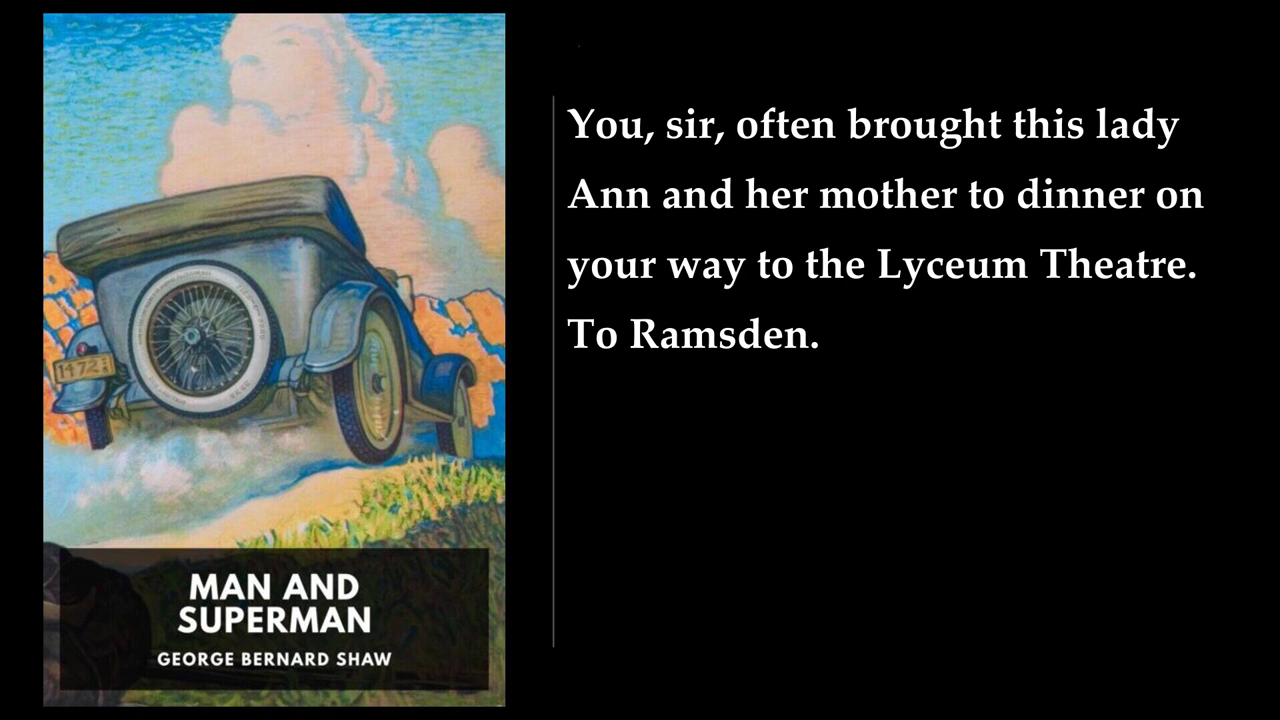 You, sir, often brought this lady
Ann and her mother to dinner on
your way to the Lyceum Theatre.
To Ramsden.
1472
MAN AND
SUPERMAN
GEORGE BERNARD SHAW